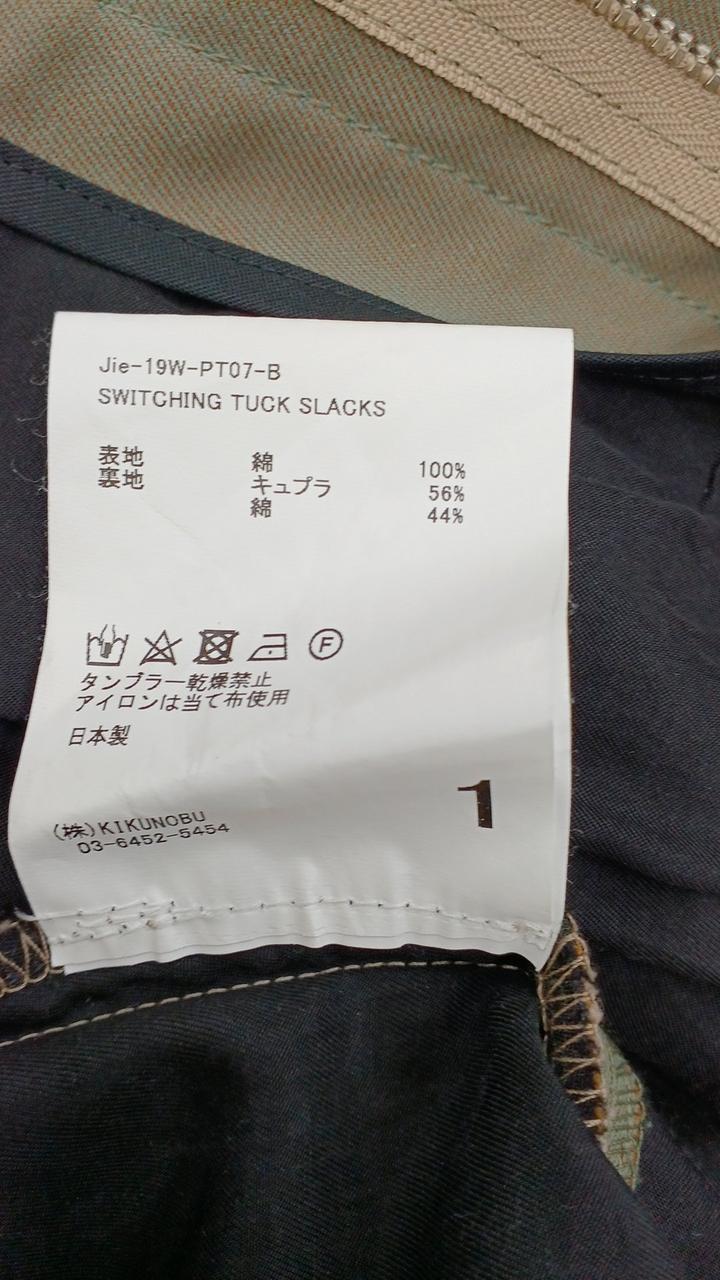 Jie-19W-PT07-B
SWITCHING TUCK SLACKS
表地 綿 100%
裏地 キュプラ 56%
綿 44%
F
タンブラー乾燥禁止
アイロンは当て布使用
日本製
1
(株)KIKUNOBU
03-6452-5454